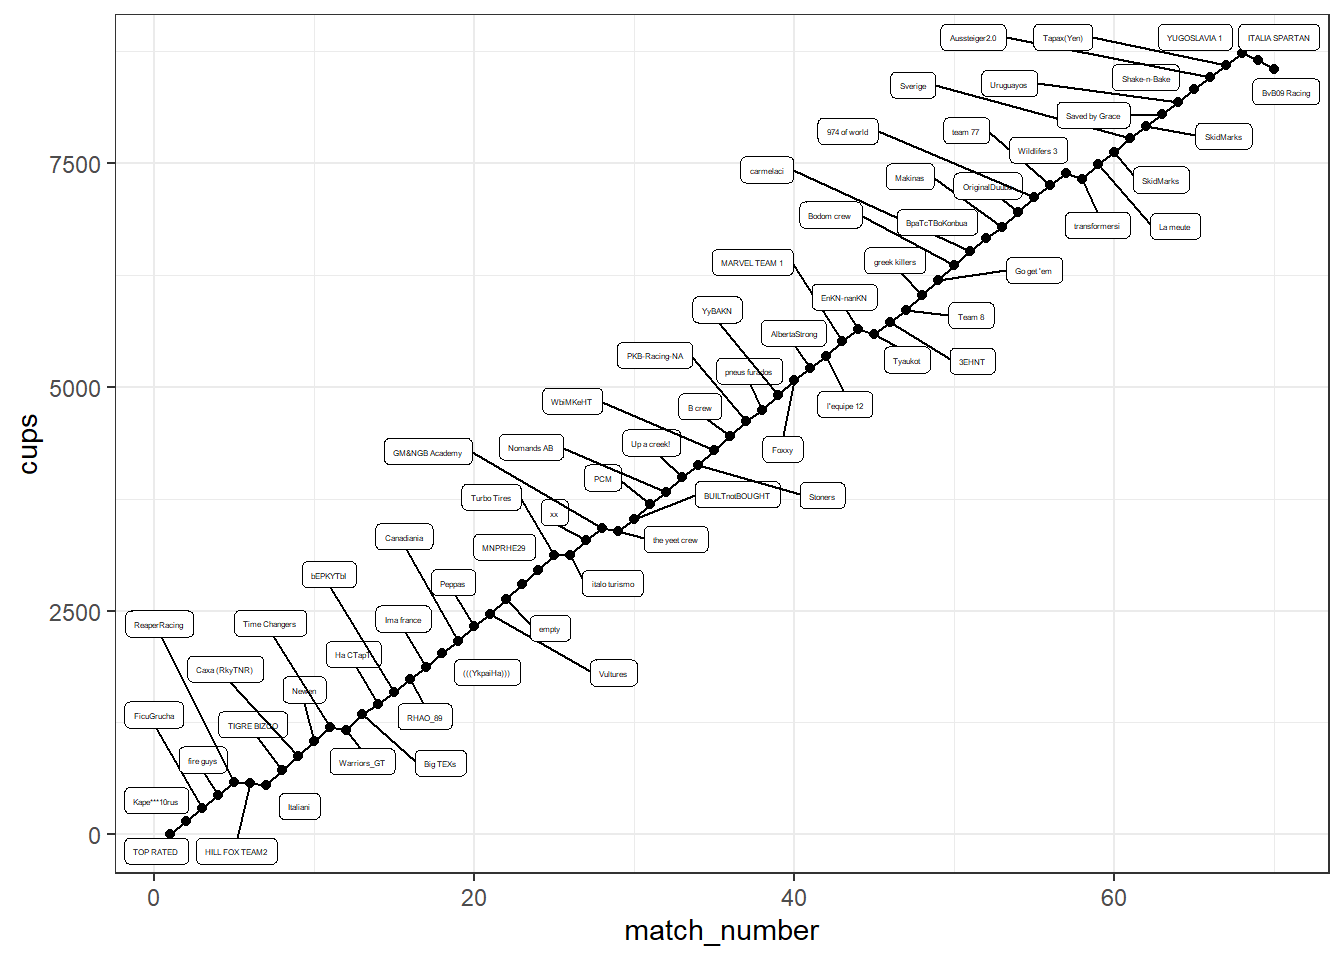 Aussteiger2.0
Tapax(Yen)
YUGOSLAVIA 1
ITALIA SPARTAN
Shake-n-Bake
Sverige
Uruguayos
BvB09 Racing
Saved by Grace
974 of world
team 77
SkidMarks
Wildlifers 3
7500
carmelaci
Makinas
OriginalDudes
SkidMarks
Bodom crew
BpaTcTBoKonbua
transformersi
La meute
MARVEL TEAM 1
greek killers
Go get 'em
EnKN-nanKN
YyBAKN
Team 8
AlbertaStrong
PKB-Racing-NA
Tyaukot
3EHNT
pneus furados
5000
WbiMKeHT
B crew
l'equipe 12
GM&NGB Academy
Nomands AB
Up a creek!
Foxxy
cups
PCM
Turbo Tires
BUILTnotBOUGHT
Stoners
xx
Canadiania
MNPRHE29
the yeet crew
bEPKYTbI
Peppas
italo turismo
2500
ReaperRacing
Time Changers
Ima france
empty
Caxa (RkyTNR)
Ha CTapT
(((YkpaiHa)))
Vultures
Newen
FicuGrucha
TIGRE BIZCO
RHAO_89
fire guys
Warriors_GT
Big TEXs
Kape***10rus
Italiani
0
TOP RATED
HILL FOX TEAM2
0
20
40
60
match_number